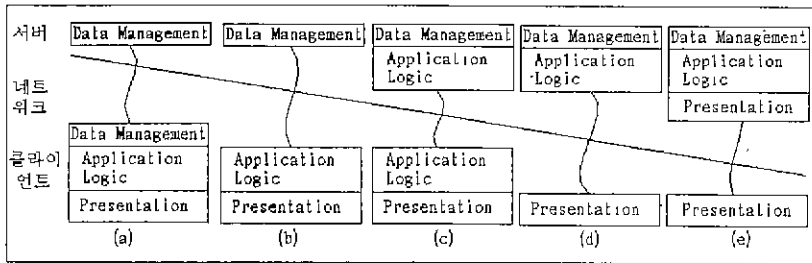 서버
Data Management
Data Management
Data Management
Application
Logic
Data Management
Application
Logic
Data Management
Application
Logic
Presentation
네트
워크
클라이
언트
Data Management
Application
Logic
Presentation
Application
Logic
Presentation
Application
Logic
Presentation
Presentation
Presentation
(a)
(b)
(c)
(d)
(e)